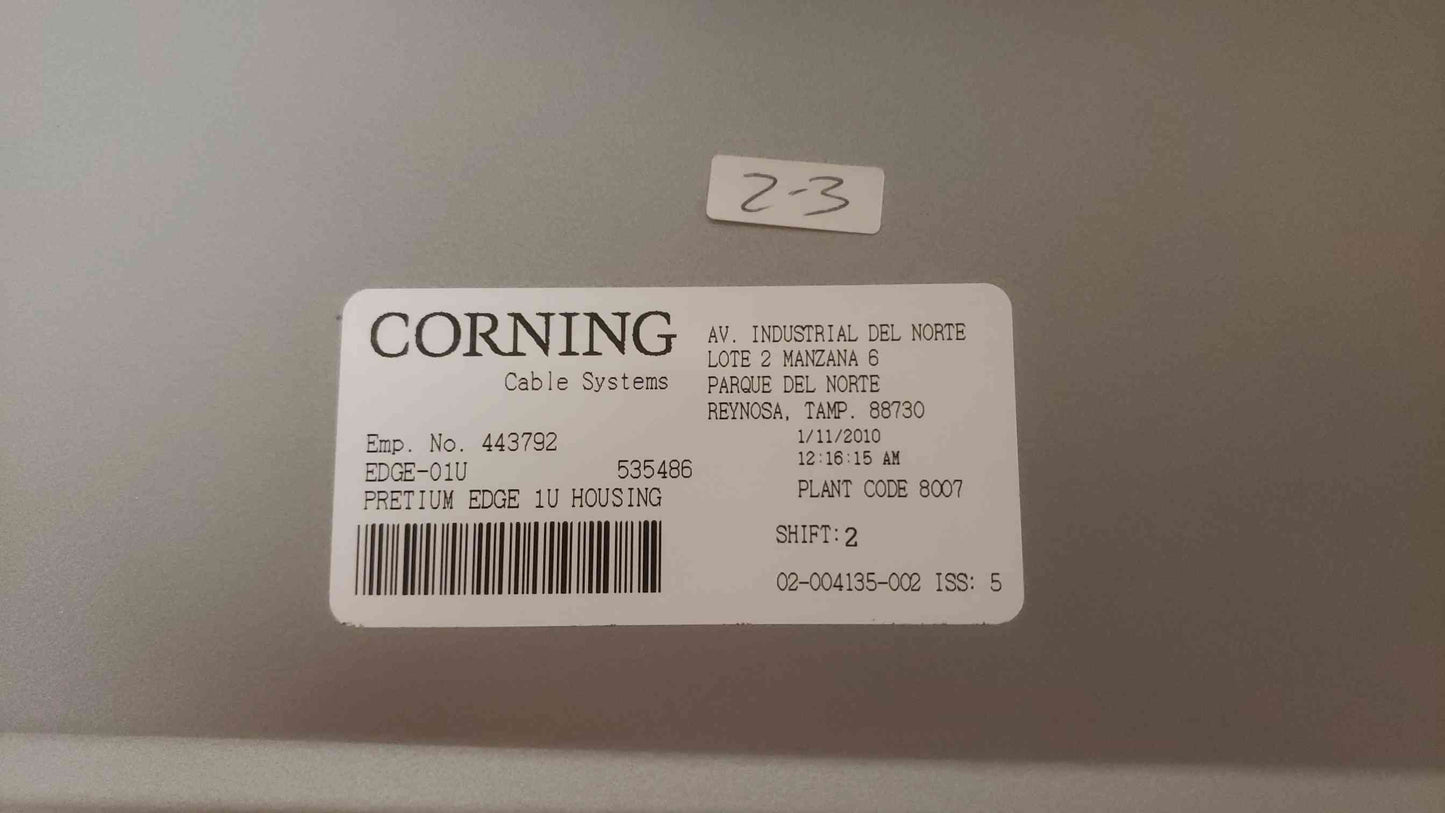 2-3
CORNING
Cable Systems
Emp. No. 443792
EDGE-01U 535486
PRETIUM EDGE 1U HOUSING
AV. INDUSTRIAL DEL NORTE
LOTE 2 MANZANA 6
PARQUE DEL NORTE
REYNOSA, TAMP. 88730
1/11/2010
12:16:15 AM
PLANT CODE 8007
SHIFT: 2
02-004135-002 ISS: 5